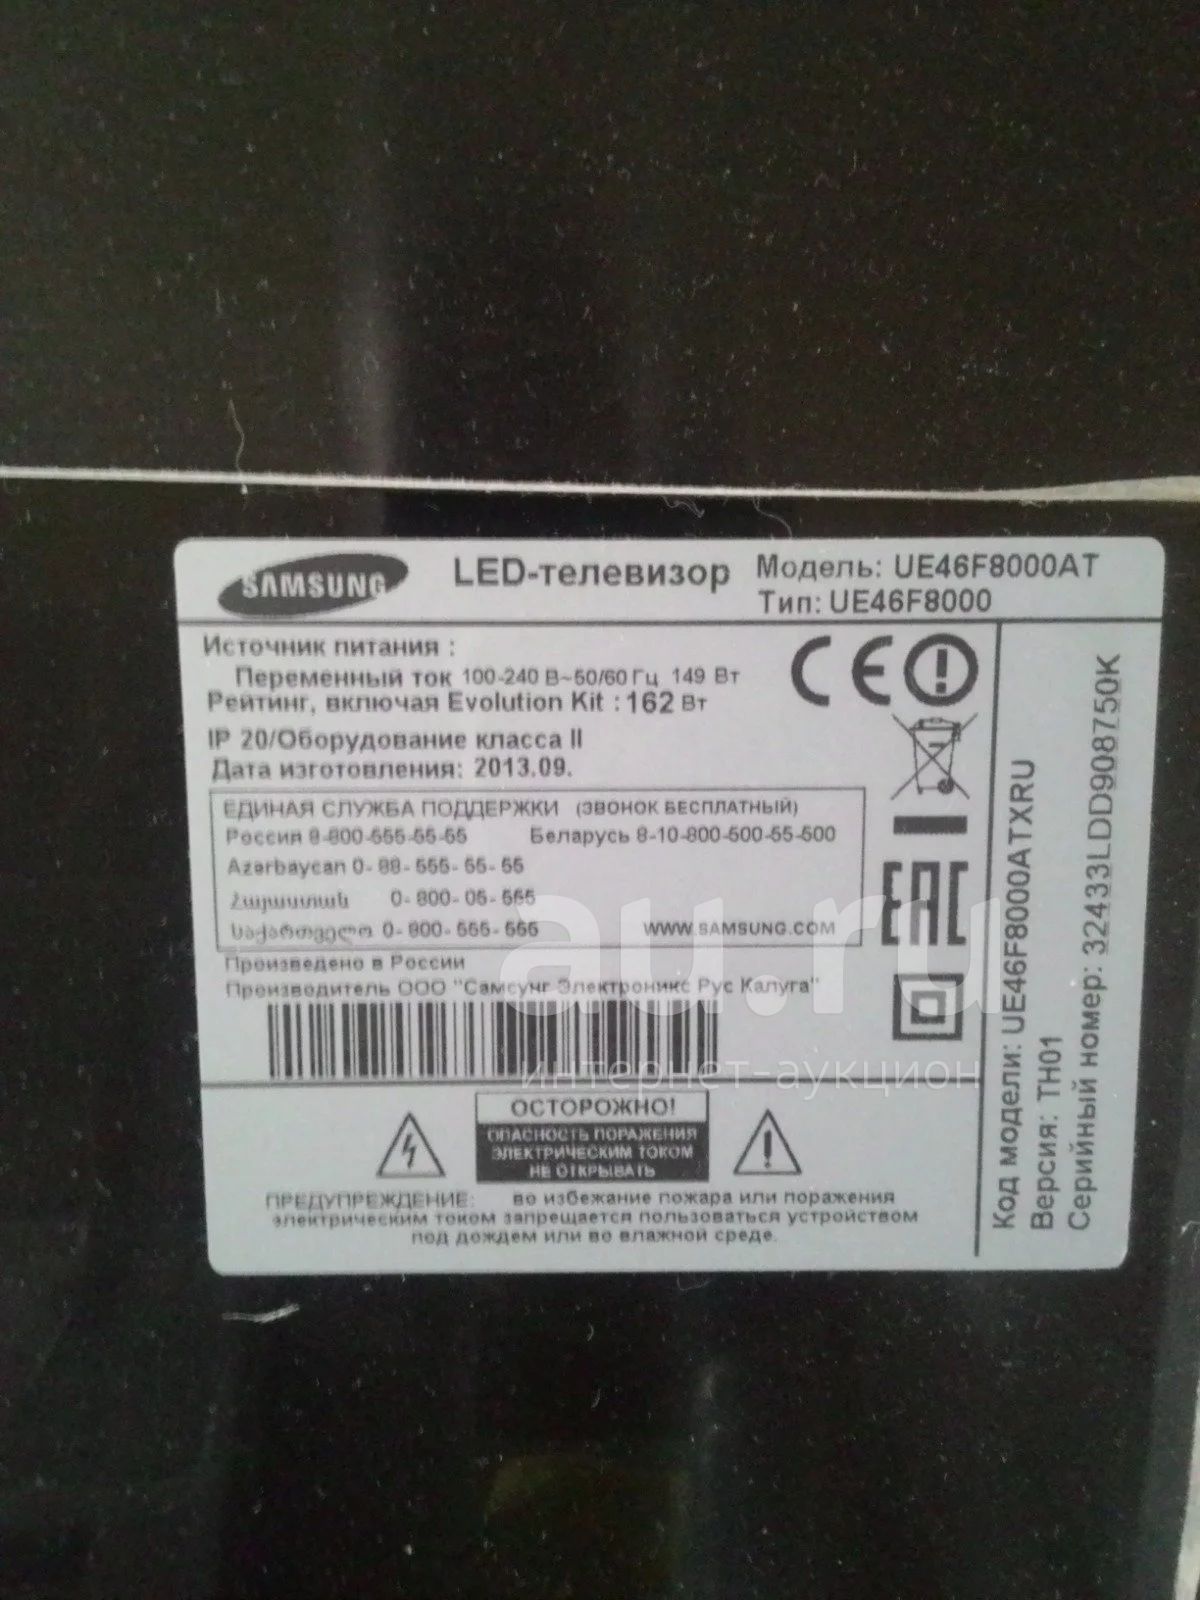 SAMSUNG
LED-телевизор
Модель: UE46F8000AT
Тип: UE46F8000
Источник питания :
Переменный ток 100-240 В~50/60 Гц 149 Вт
Рейтинг, включая Evolution Kit : 162 Вт
IP 20/Оборудование класса II
Дата изготовления: 2013.09.
ЕДИНАЯ СЛУЖБА ПОДДЕРЖКИ (ЗВОНОК БЕСПЛАТНЫЙ)
Россия 8-800-555-55-55 Беларусь 8-10-800-500-55-500
Azərbaycan 0-88-555-55-55
Հայաստան 0-800-05-555
საქართველო 0-800-555-555 WWW.SAMSUNG.COM
Произведено в России
Производитель ООО "Самсунг Электроникс Рус Калуга"
CE
EAC
ОСТОРОЖНО!
ОПАСНОСТЬ ПОРАЖЕНИЯ
ЭЛЕКТРИЧЕСКИМ ТОКОМ
НЕ ОТКРЫВАТЬ
ПРЕДУПРЕЖДЕНИЕ: во избежание пожара или поражения
электрическим током запрещается пользоваться устройством
под дождем или во влажной среде.
Код модели: UE46F8000ATXRU
Версия: TH01
Серийный номер: 32433LDD908750K
au.ru
интернет-аукцион